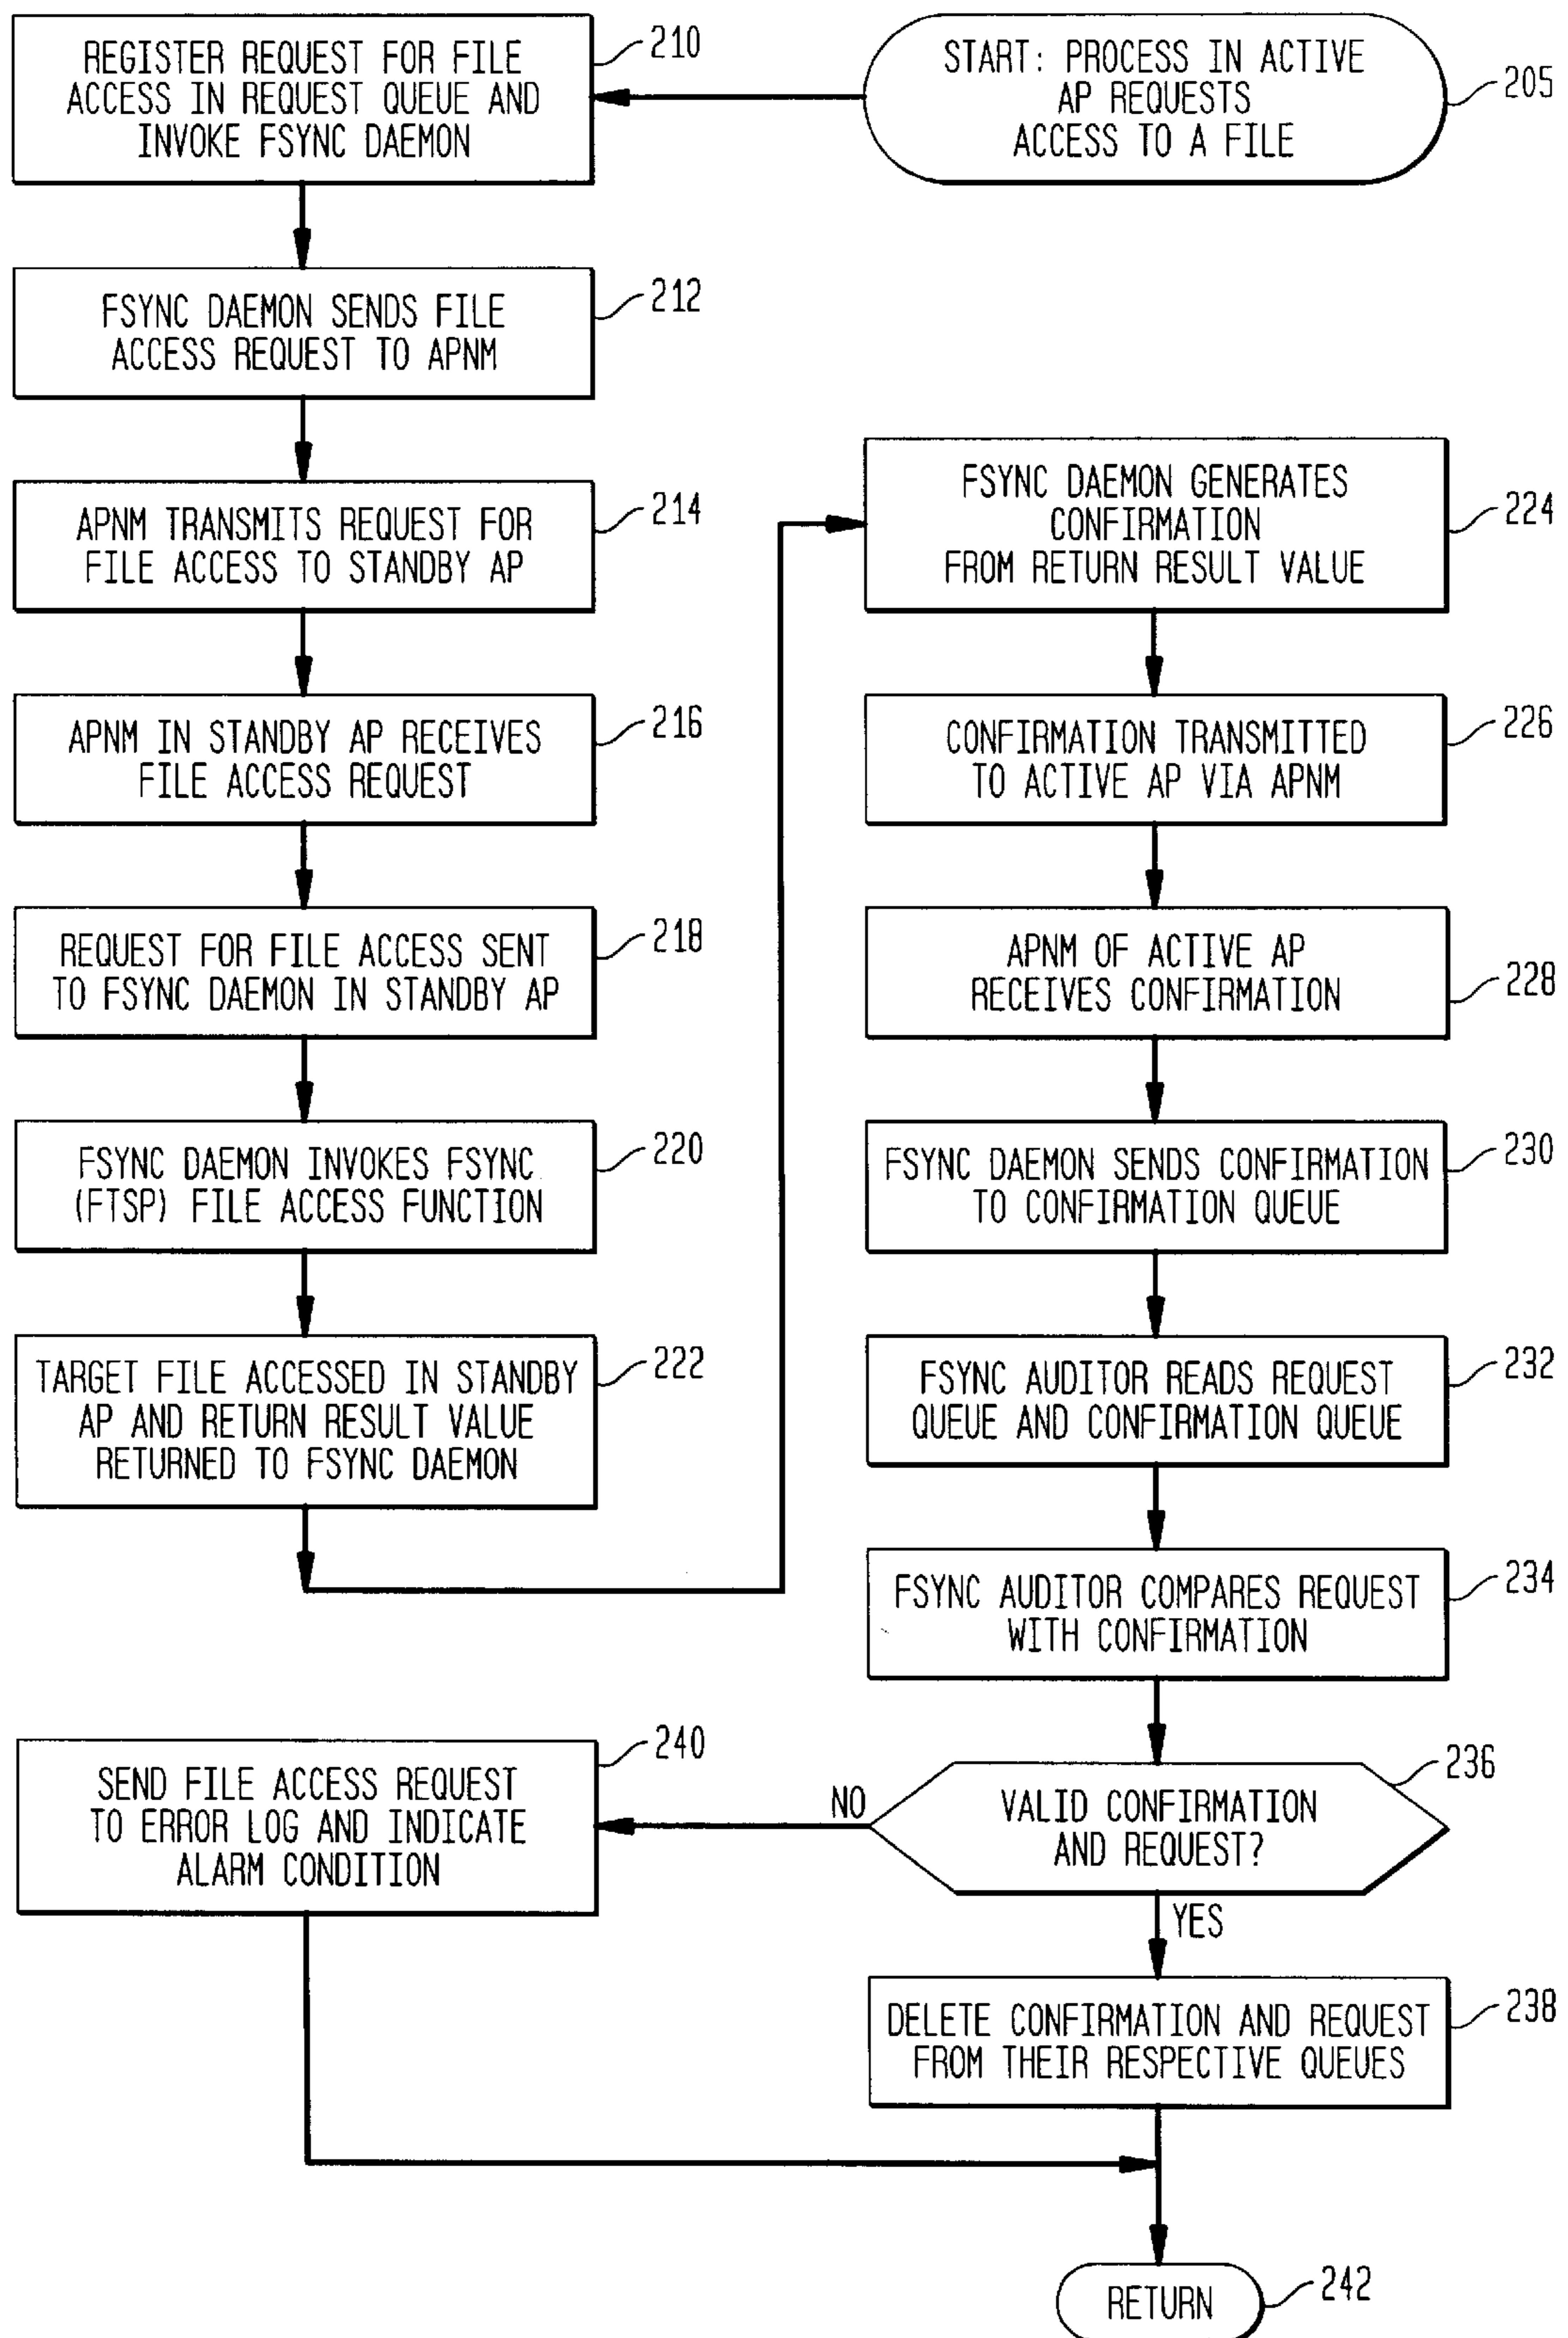 START: PROCESS IN ACTIVE
AP REQUESTS
ACCESS TO A FILE
205
REGISTER REQUEST FOR FILE
ACCESS IN REQUEST QUEUE AND
INVOKE FSYNC DAEMON
210
FSYNC DAEMON SENDS FILE
ACCESS REQUEST TO APNM
212
APNM TRANSMITS REQUEST FOR
FILE ACCESS TO STANDBY AP
214
APNM IN STANDBY AP RECEIVES
FILE ACCESS REQUEST
216
REQUEST FOR FILE ACCESS SENT
TO FSYNC DAEMON IN STANDBY AP
218
FSYNC DAEMON INVOKES FSYNC
(FTSP) FILE ACCESS FUNCTION
220
TARGET FILE ACCESSED IN STANDBY
AP AND RETURN RESULT VALUE
RETURNED TO FSYNC DAEMON
222
FSYNC DAEMON GENERATES
CONFIRMATION
FROM RETURN RESULT VALUE
224
CONFIRMATION TRANSMITTED
TO ACTIVE AP VIA APNM
226
APNM OF ACTIVE AP
RECEIVES CONFIRMATION
228
FSYNC DAEMON SENDS CONFIRMATION
TO CONFIRMATION QUEUE
230
FSYNC AUDITOR READS REQUEST
QUEUE AND CONFIRMATION QUEUE
232
FSYNC AUDITOR COMPARES REQUEST
WITH CONFIRMATION
234
VALID CONFIRMATION
AND REQUEST?
236
NO
YES
SEND FILE ACCESS REQUEST
TO ERROR LOG AND INDICATE
ALARM CONDITION
240
DELETE CONFIRMATION AND REQUEST
FROM THEIR RESPECTIVE QUEUES
238
RETURN
242